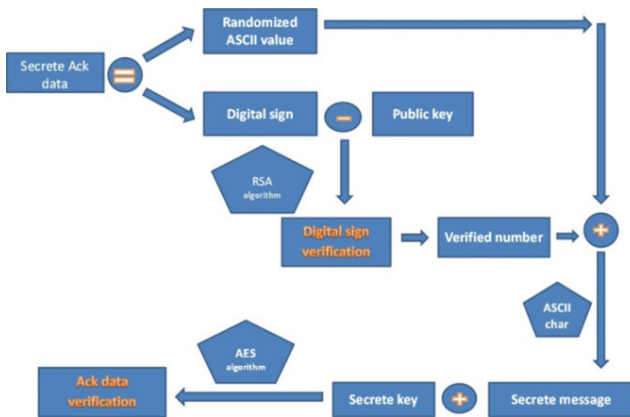 Randomized
ASCII value
Secrete Ack
data
=
Digital sign
−
Public key
RSA
algorithm
Digital sign
verification
Verified number
+
ASCII
char
AES
algorithm
Ack data
verification
Secrete key
+
Secrete message